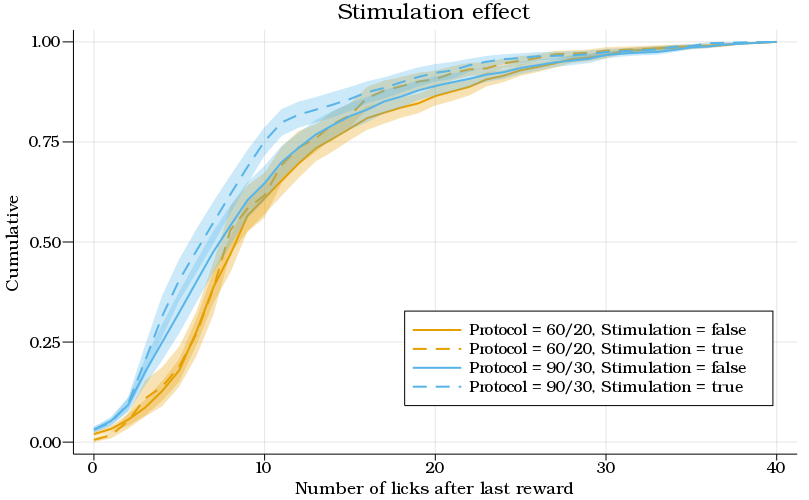 Stimulation effect
1.00
0.75
0.50
0.25
0.00
Cumulative
Protocol = 60/20, Stimulation = false
Protocol = 60/20, Stimulation = true
Protocol = 90/30, Stimulation = false
Protocol = 90/30, Stimulation = true
0 10 20 30 40
Number of licks after last reward